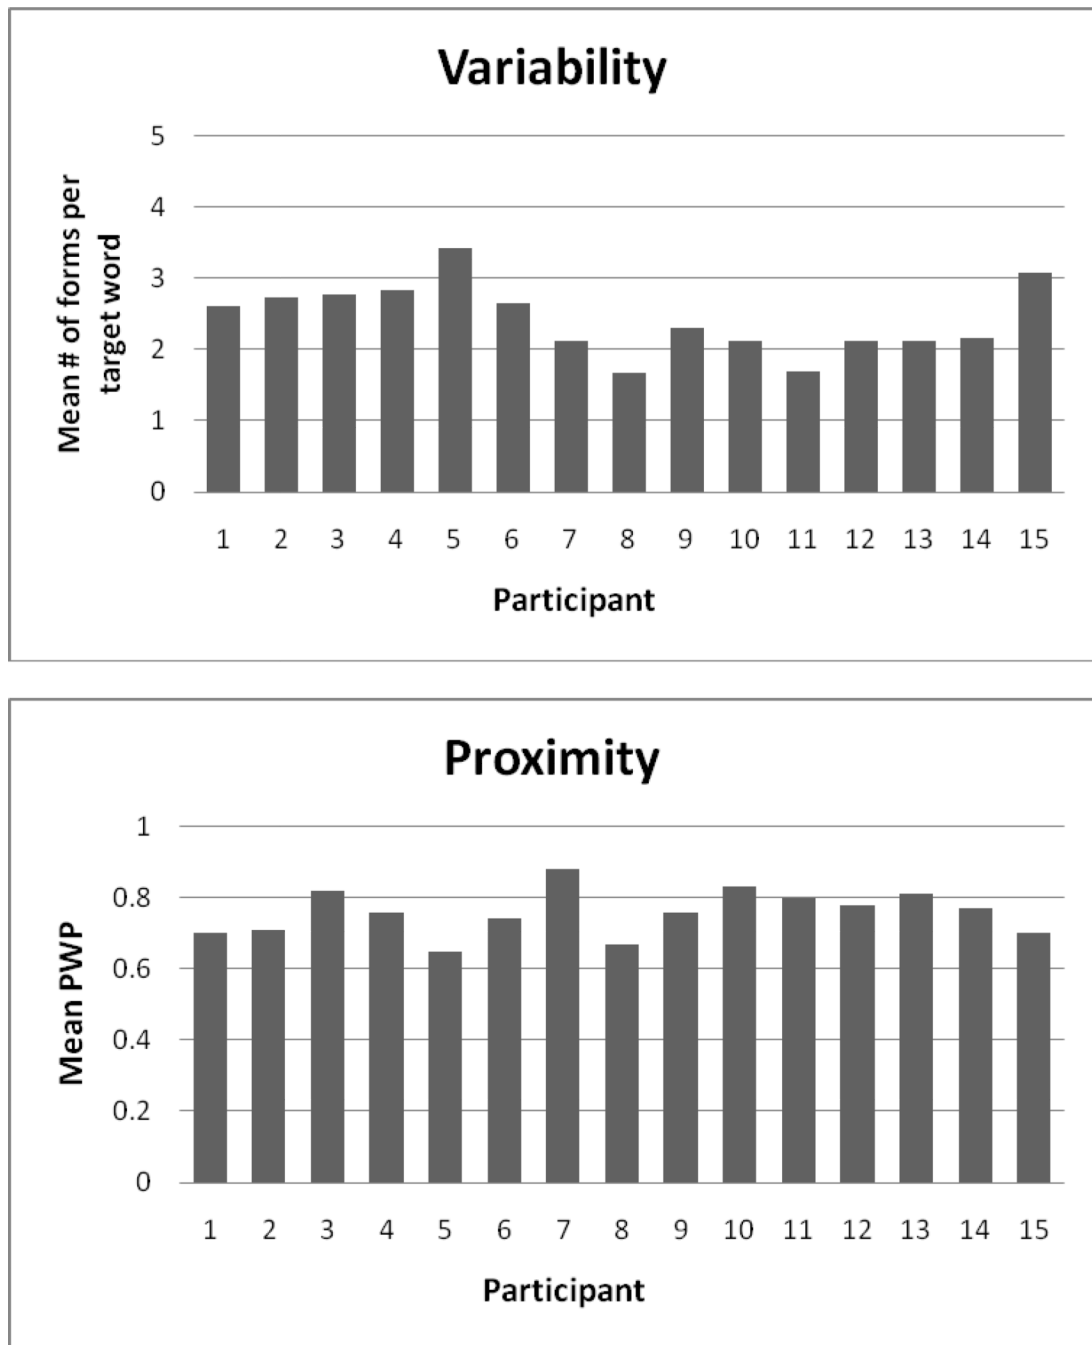 Variability
Mean # of forms per
target word
5
4
3
2
1
0
1 2 3 4 5 6 7 8 9 10 11 12 13 14 15
Participant
Proximity
Mean PWP
1
0.8
0.6
0.4
0.2
0
1 2 3 4 5 6 7 8 9 10 11 12 13 14 15
Participant